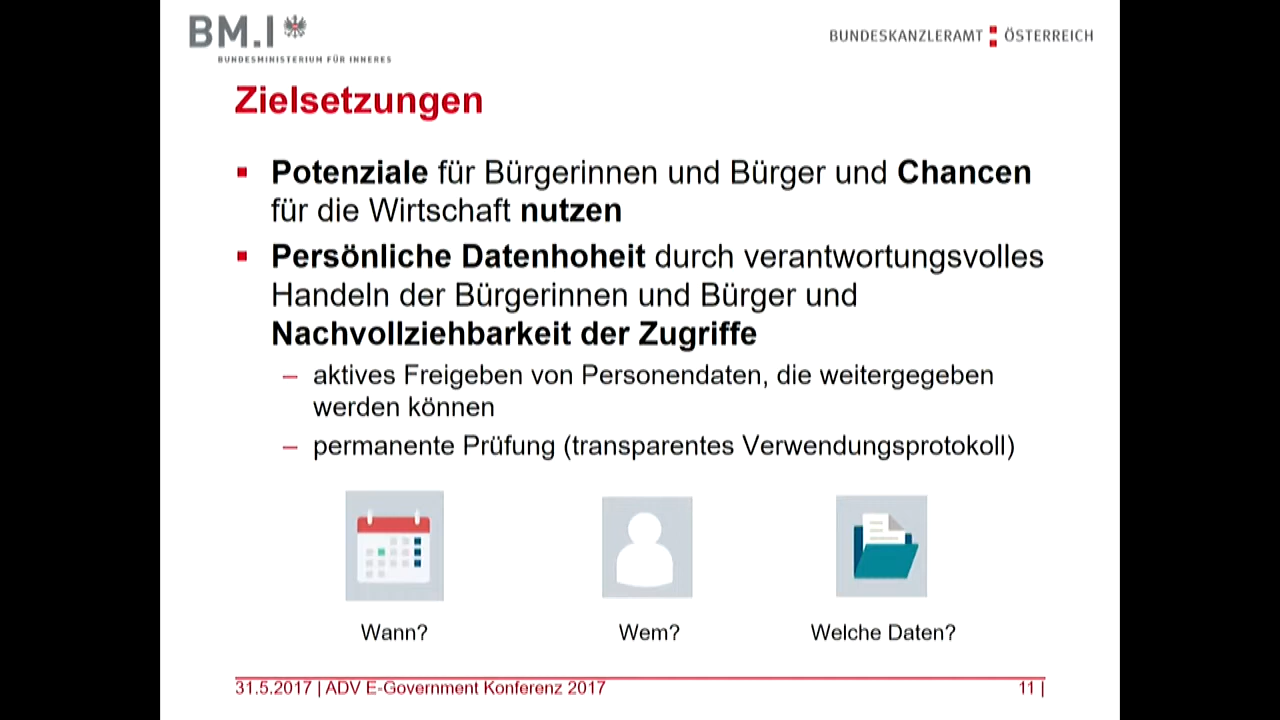 BM.I
BUNDESMINISTERIUM FÜR INNERES
BUNDESKANZLERAMT ÖSTERREICH
Zielsetzungen
Potenziale für Bürgerinnen und Bürger und Chancen
für die Wirtschaft nutzen
Persönliche Datenhoheit durch verantwortungsvolles
Handeln der Bürgerinnen und Bürger und
Nachvollziehbarkeit der Zugriffe
– aktives Freigeben von Personendaten, die weitergegeben
werden können
– permanente Prüfung (transparentes Verwendungsprotokoll)
Wann?
Wem?
Welche Daten?
31.5.2017 | ADV E-Government Konferenz 2017
11 |